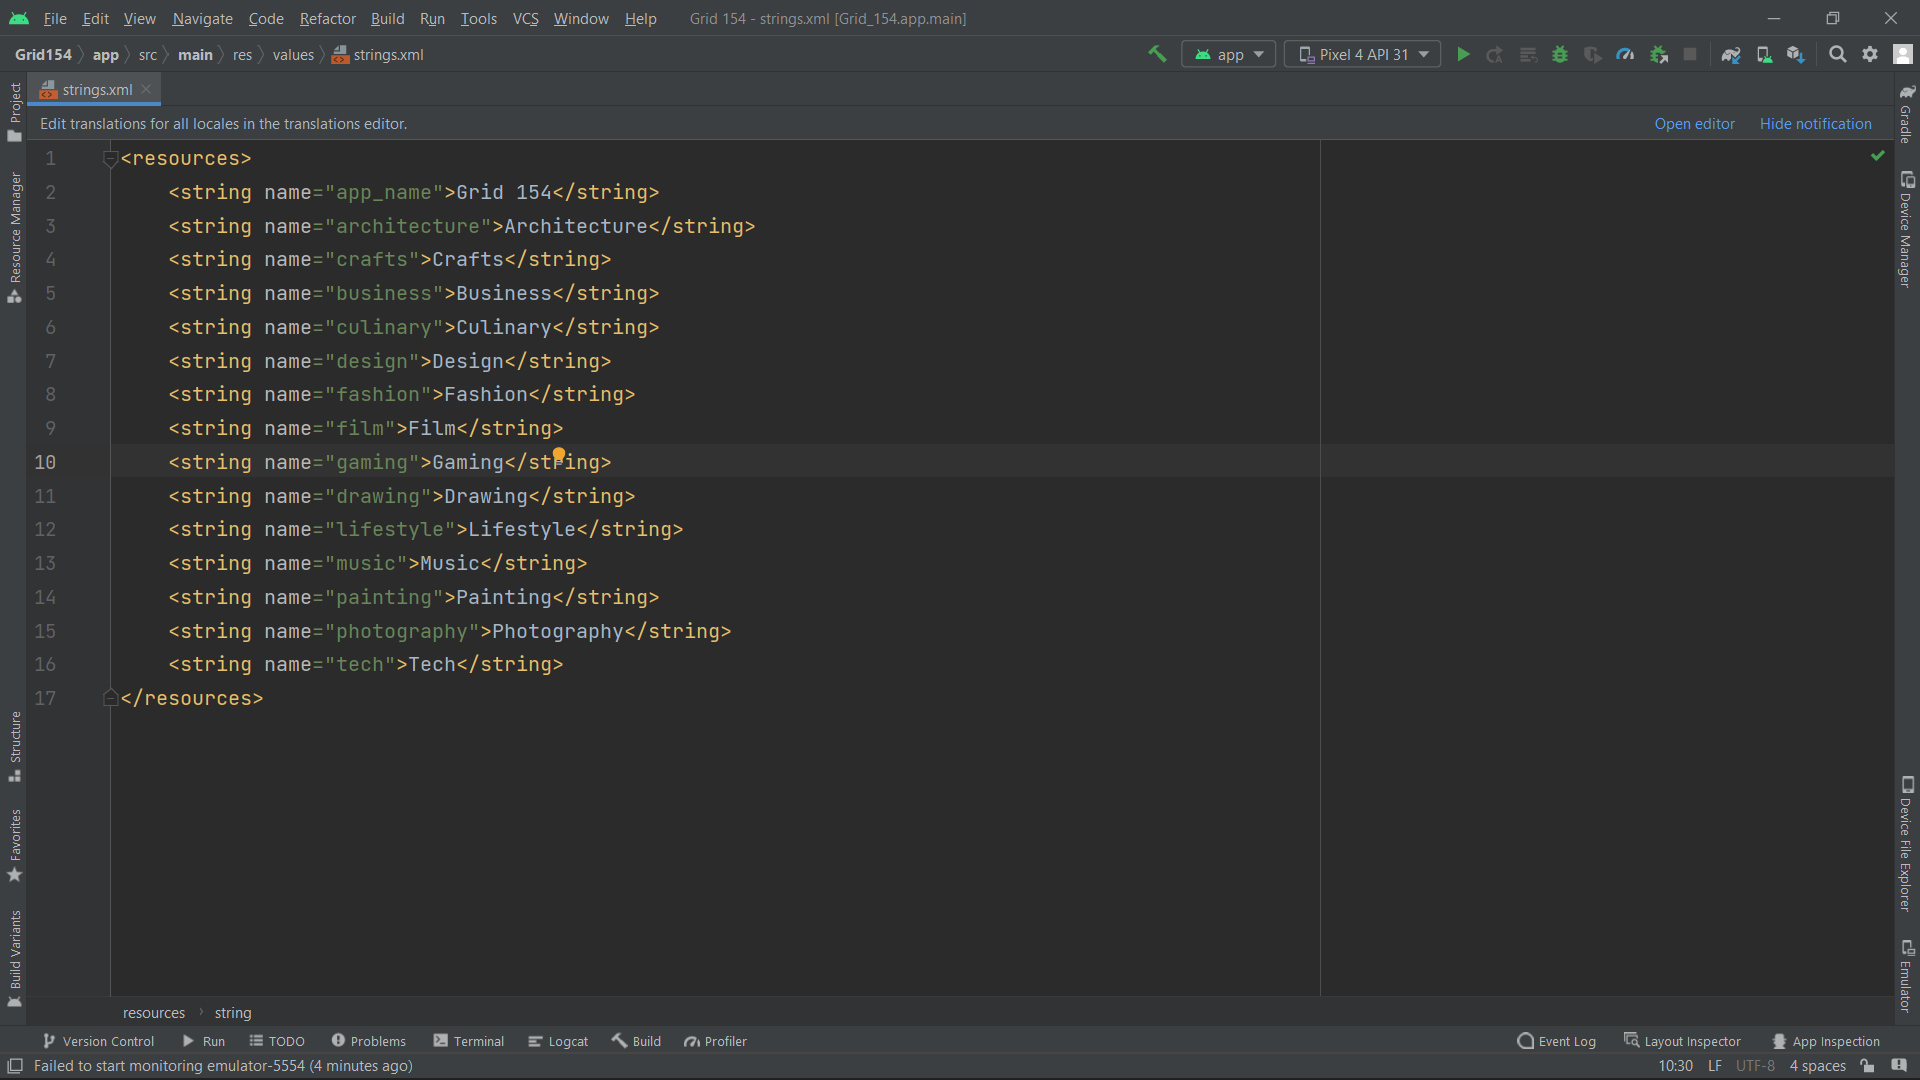 File Edit View Navigate Code Refactor Build Run Tools VCS Window Help Grid 154 - strings.xml [Grid_154.app.main]
Grid154 app src main res values strings.xml app Pixel 4 API 31
strings.xml
Edit translations for all locales in the translations editor. Open editor Hide notification
1 <resources>
2 <string name="app_name">Grid 154</string>
3 <string name="architecture">Architecture</string>
4 <string name="crafts">Crafts</string>
5 <string name="business">Business</string>
6 <string name="culinary">Culinary</string>
7 <string name="design">Design</string>
8 <string name="fashion">Fashion</string>
9 <string name="film">Film</string>
10 <string name="gaming">Gaming</string>
11 <string name="drawing">Drawing</string>
12 <string name="lifestyle">Lifestyle</string>
13 <string name="music">Music</string>
14 <string name="painting">Painting</string>
15 <string name="photography">Photography</string>
16 <string name="tech">Tech</string>
17 </resources>
Project
Resource Manager
Structure
Favorites
Build Variants
Gradle
Device Manager
Device File Explorer
Emulator
resources string
Version Control Run TODO Problems Terminal Logcat Build Profiler Event Log Layout Inspector App Inspection
Failed to start monitoring emulator-5554 (4 minutes ago) 10:30 LF UTF-8 4 spaces